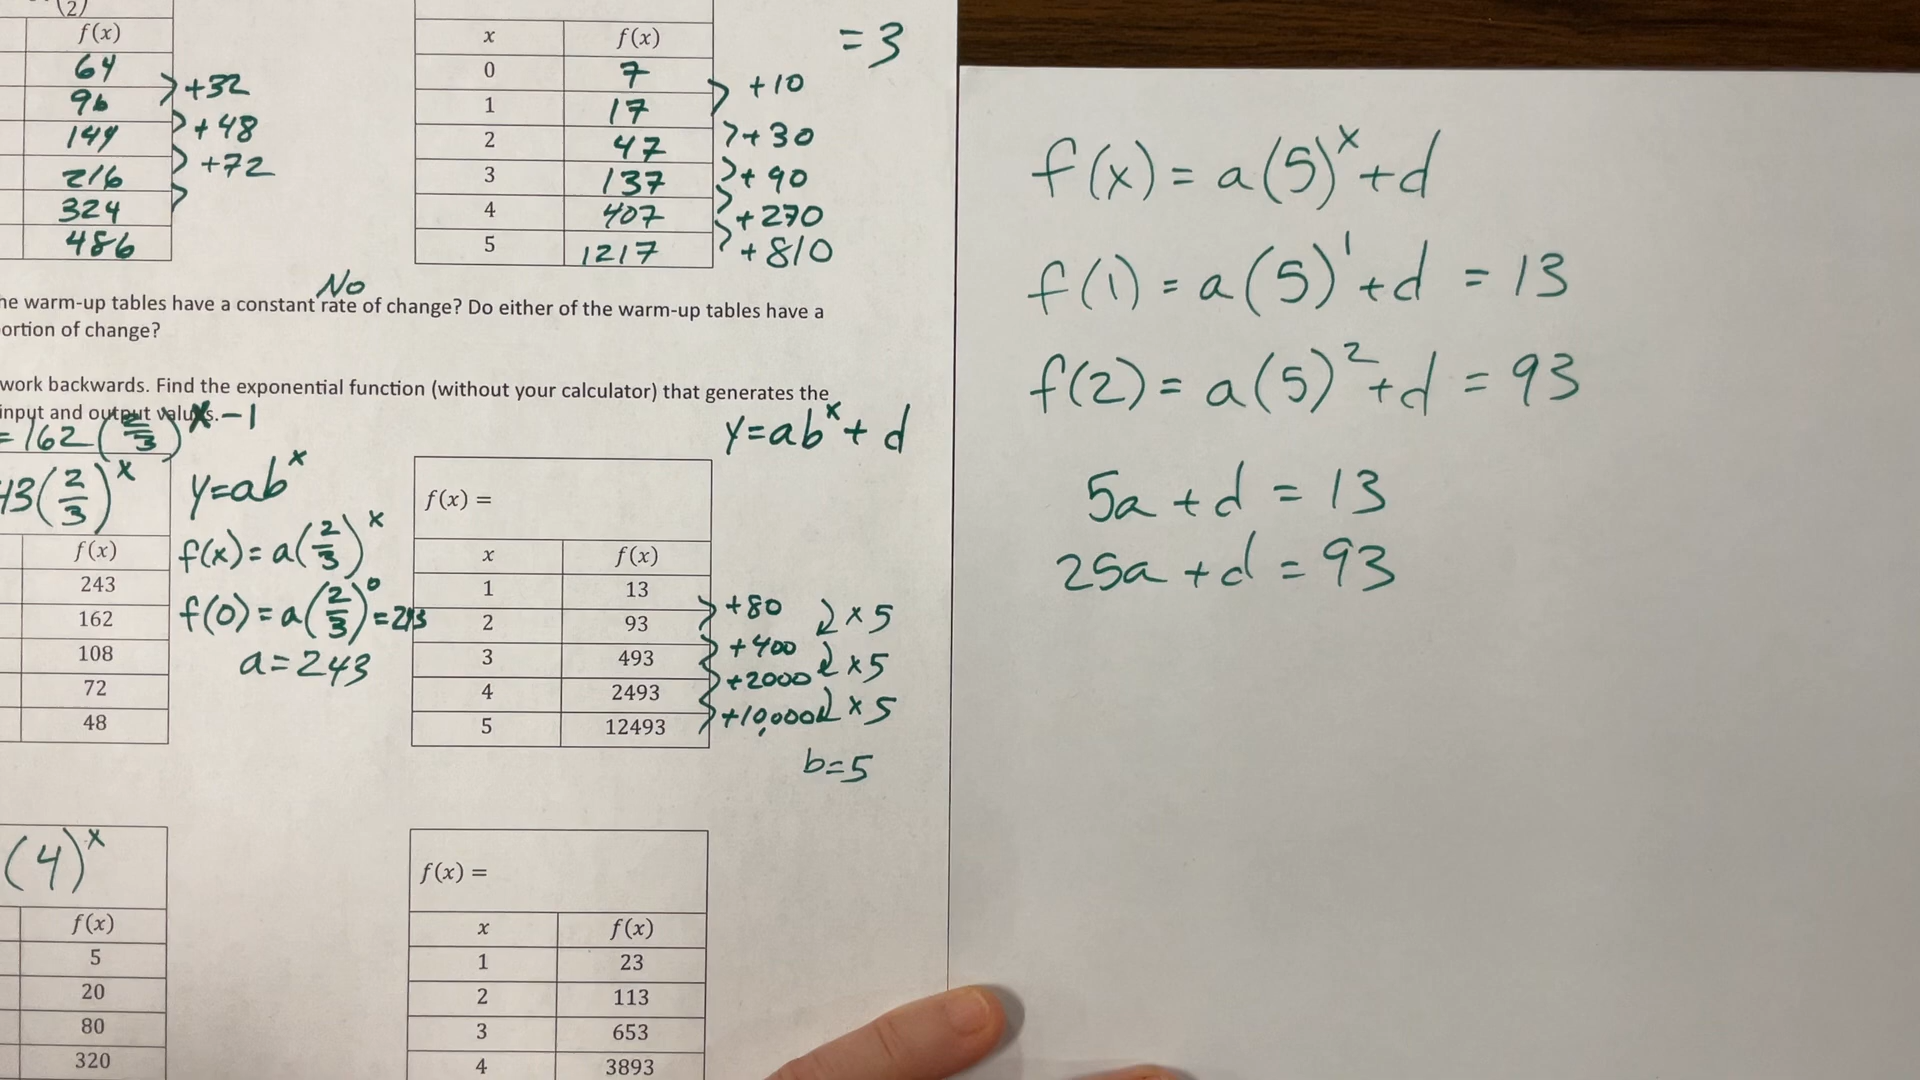 (2)
f(x)
64
96
144
216
324
486
+32
+48
+72
x f(x)
0 7
1 17
2 47
3 137
4 407
5 1217
+10
+30
+90
+270
+810
= 3
No
he warm-up tables have a constant rate of change? Do either of the warm-up tables have a
ortion of change?
work backwards. Find the exponential function (without your calculator) that generates the
input and output values.
=162(2/3)^x-1
43(2/3)^x
f(x)
243
162
108
72
48
y=ab^x
f(x)=a(2/3)^x
f(0)=a(2/3)^0=243
a=243
y=ab^x+d
f(x) =
x f(x)
1 13
2 93
3 493
4 2493
5 12493
+80
+400
+2000
+10,000
×5
×5
×5
b=5
(4)^x
f(x)
5
20
80
320
f(x) =
x f(x)
1 23
2 113
3 653
4 3893
f(x) = a(5)^x+d
f(1) = a(5)^1+d = 13
f(2) = a(5)^2+d = 93
5a + d = 13
25a + d = 93